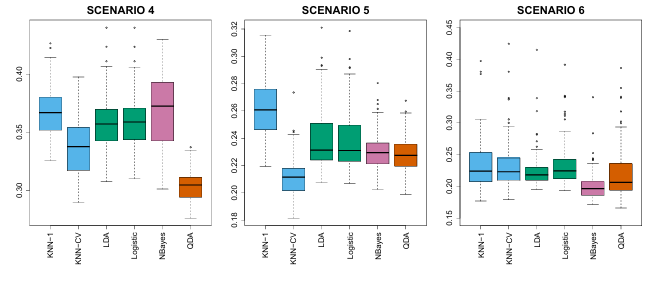 SCENARIO 4
0.40
0.35
0.30
KNN−1
KNN−CV
LDA
Logistic
NBayes
QDA
SCENARIO 5
0.32
0.30
0.28
0.26
0.24
0.22
0.20
0.18
KNN−1
KNN−CV
LDA
Logistic
NBayes
QDA
SCENARIO 6
0.45
0.40
0.35
0.30
0.25
0.20
0.15
KNN−1
KNN−CV
LDA
Logistic
NBayes
QDA